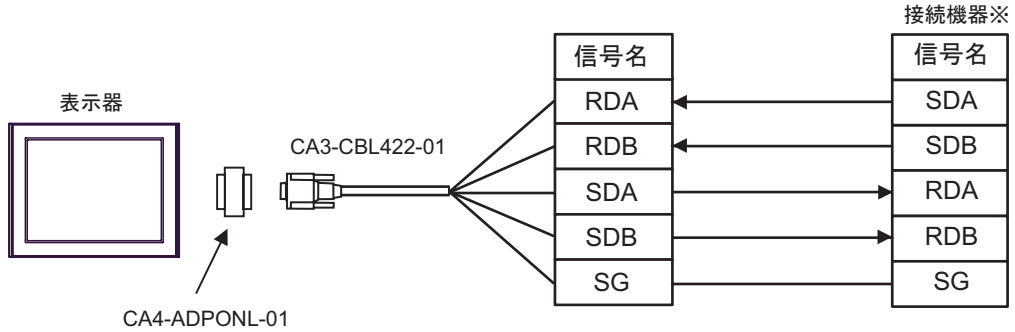 接続機器※
信号名
信号名
RDA
SDA
表示器
CA3-CBL422-01
RDB
SDB
SDA
RDA
SDB
RDB
SG
SG
CA4-ADPONL-01